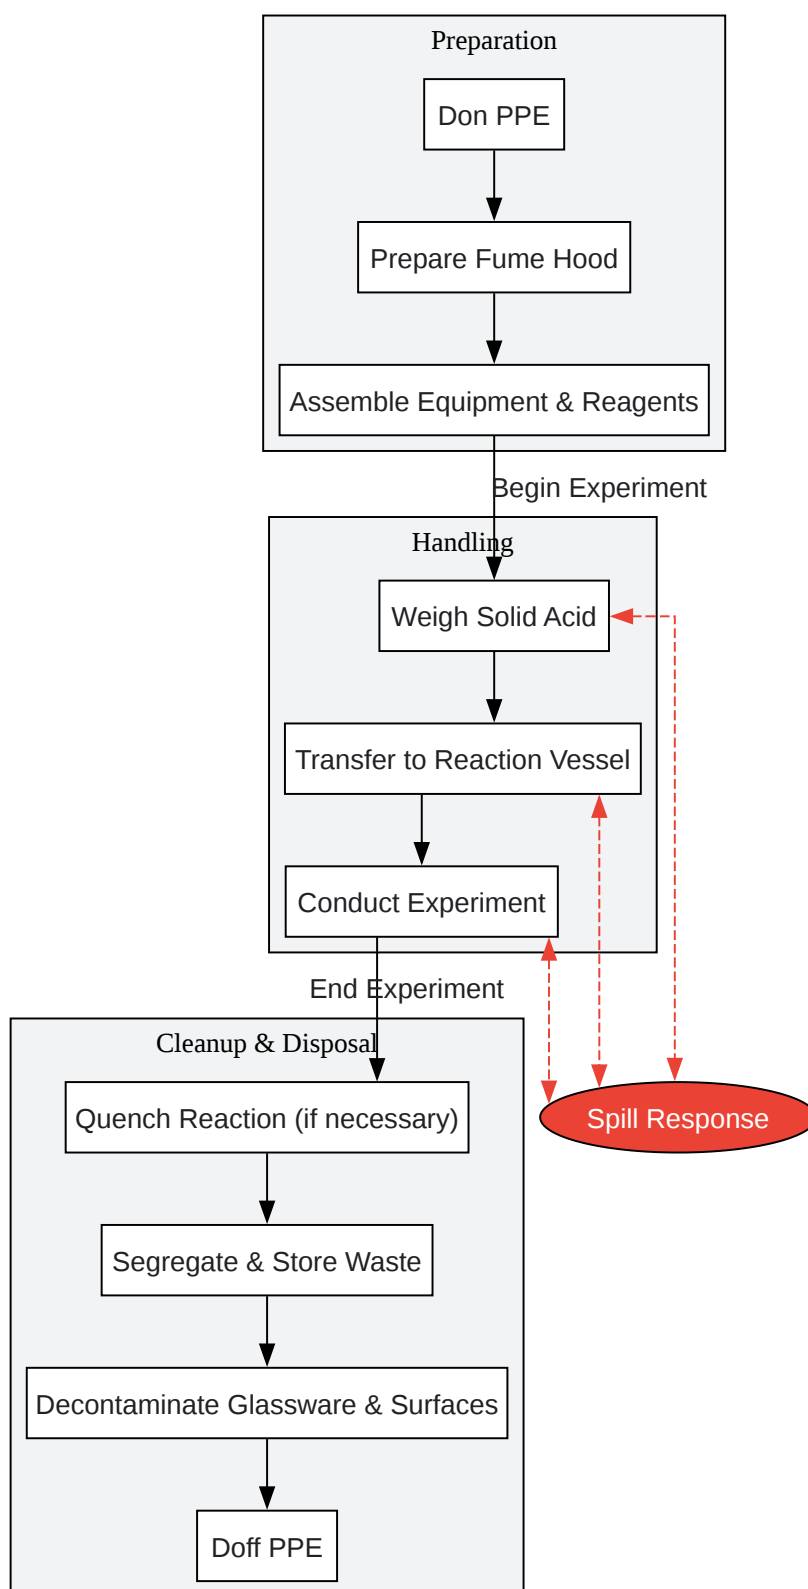 Preparation
Don PPE
Prepare Fume Hood
Assemble Equipment & Reagents
Begin Experiment
Handling
Weigh Solid Acid
Transfer to Reaction Vessel
Conduct Experiment
End Experiment
Cleanup & Disposal
Quench Reaction (if necessary)
Spill Response
Segregate & Store Waste
Decontaminate Glassware & Surfaces
Doff PPE